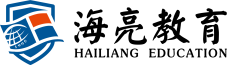 海亮教育
HAILIANG EDUCATION